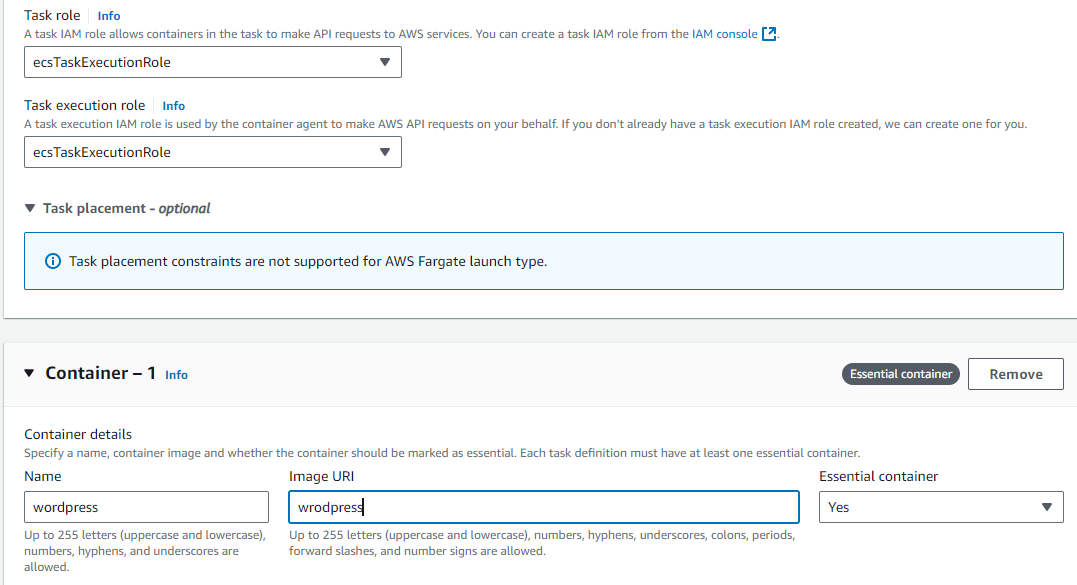 Task role Info
A task IAM role allows containers in the task to make API requests to AWS services. You can create a task IAM role from the IAM console.
ecsTaskExecutionRole
Task execution role Info
A task execution IAM role is used by the container agent to make AWS API requests on your behalf. If you don't already have a task execution IAM role created, we can create one for you.
ecsTaskExecutionRole
Task placement - optional
Task placement constraints are not supported for AWS Fargate launch type.
Container – 1 Info
Essential container
Remove
Container details
Specify a name, container image and whether the container should be marked as essential. Each task definition must have at least one essential container.
Name
wordpress
Up to 255 letters (uppercase and lowercase),
numbers, hyphens, and underscores are
allowed.
Image URI
wrodpress
Up to 255 letters (uppercase and lowercase), numbers, hyphens, underscores, colons, periods,
forward slashes, and number signs are allowed.
Essential container
Yes